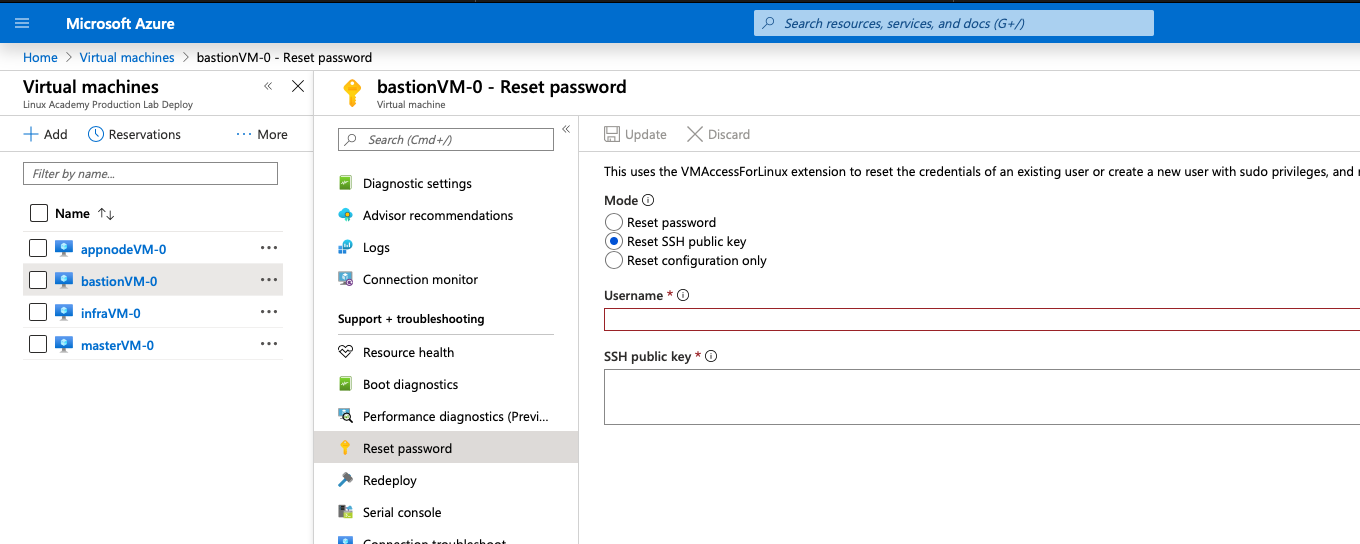 Microsoft Azure
Search resources, services, and docs (G+/)
Home > Virtual machines > bastionVM-0 - Reset password
Virtual machines
Linux Academy Production Lab Deploy
Add Reservations ··· More
Filter by name...
Name ↑↓
appnodeVM-0 ···
bastionVM-0 ···
infraVM-0 ···
masterVM-0 ···
bastionVM-0 - Reset password
Virtual machine
Search (Cmd+/)
Diagnostic settings
Advisor recommendations
Logs
Connection monitor
Support + troubleshooting
Resource health
Boot diagnostics
Performance diagnostics (Previ...
Reset password
Redeploy
Serial console
Connection troubleshoot
Update Discard
This uses the VMAccessForLinux extension to reset the credentials of an existing user or create a new user with sudo privileges, and
Mode
Reset password
Reset SSH public key
Reset configuration only
Username *
SSH public key *